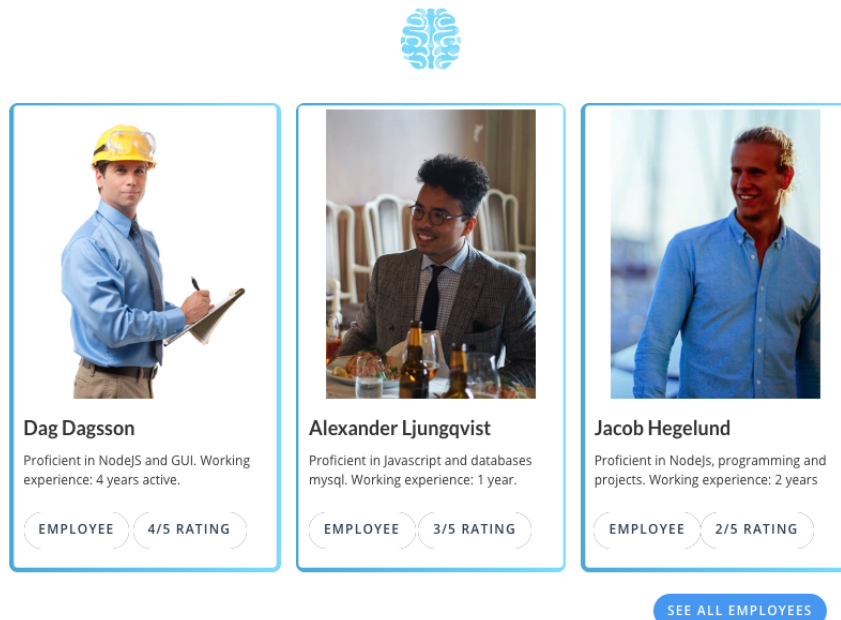 Dag Dagsson
Proficient in NodeJS and GUI. Working
experience: 4 years active.
EMPLOYEE
4/5 RATING
Alexander Ljungqvist
Proficient in Javascript and databases
mysql. Working experience: 1 year.
EMPLOYEE
3/5 RATING
Jacob Hegelund
Proficient in NodeJs, programming and
projects. Working experience: 2 years
EMPLOYEE
2/5 RATING
SEE ALL EMPLOYEES